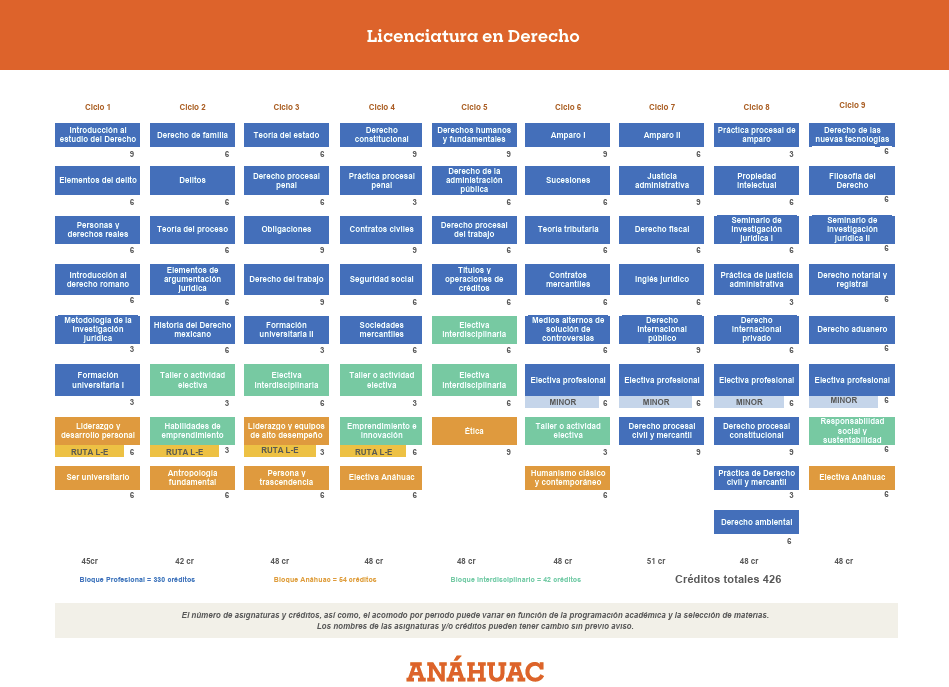 Licenciatura en Derecho
Ciclo 1
Introducción al
estudio del Derecho
9
Elementos del delito
6
Personas y
derechos reales
6
Introducción al
derecho romano
6
Metodología de la
investigación
jurídica
3
Formación
universitaria I
3
Liderazgo y
desarrollo personal
RUTA L-E
6
Ser universitario
6
45cr
Ciclo 2
Derecho de familia
6
Delitos
6
Teoría del proceso
6
Elementos de
argumentación
jurídica
6
Historia del Derecho
mexicano
6
Taller o actividad
electiva
3
Habilidades de
emprendimiento
RUTA L-E
3
Antropología
fundamental
6
42 cr
Ciclo 3
Teoría del estado
6
Derecho procesal
penal
6
Obligaciones
9
Derecho del trabajo
9
Formación
universitaria II
3
Electiva
interdisciplinaria
6
Liderazgo y equipos
de alto desempeño
RUTA L-E
3
Persona y
trascendencia
6
48 cr
Ciclo 4
Derecho
constitucional
9
Práctica procesal
penal
3
Contratos civiles
9
Seguridad social
6
Sociedades
mercantiles
6
Taller o actividad
electiva
3
Emprendimiento e
innovación
RUTA L-E
6
Electiva Anáhuac
6
48 cr
Ciclo 5
Derechos humanos
y fundamentales
9
Derecho de la
administración
pública
6
Derecho procesal
del trabajo
6
Títulos y
operaciones de
créditos
6
Electiva
interdisciplinaria
6
Electiva
interdisciplinaria
6
Ética
9
48 cr
Ciclo 6
Amparo I
9
Sucesiones
6
Teoría tributaria
6
Contratos
mercantiles
6
Medios alternos de
solución de
controversias
6
Electiva profesional
MINOR
6
Taller o actividad
electiva
3
Humanismo clásico
y contemporáneo
6
48 cr
Ciclo 7
Amparo II
6
Justicia
administrativa
9
Derecho fiscal
6
Inglés jurídico
6
Derecho
internacional
público
9
Electiva profesional
MINOR
6
Derecho procesal
civil y mercantil
9
51 cr
Ciclo 8
Práctica procesal de
amparo
3
Propiedad
intelectual
6
Seminario de
investigación
jurídica I
6
Práctica de justicia
administrativa
3
Derecho
internacional
privado
6
Electiva profesional
MINOR
6
Derecho procesal
constitucional
9
Práctica de Derecho
civil y mercantil
3
Derecho ambiental
6
48 cr
Ciclo 9
Derecho de las
nuevas tecnologías
6
Filosofía del
Derecho
6
Seminario de
investigación
jurídica II
6
Derecho notarial y
registral
6
Derecho aduanero
6
Electiva profesional
MINOR
6
Responsabilidad
social y
sustentabilidad
6
Electiva Anáhuac
6
48 cr
Bloque Profesional = 330 créditos
Bloque Anáhuac = 54 créditos
Bloque Interdisciplinario = 42 créditos
Créditos totales 426
El número de asignaturas y créditos, así como, el acomodo por periodo puede variar en función de la programación académica y la selección de materias.
Los nombres de las asignaturas y/o créditos pueden tener cambio sin previo aviso.
ANÁHUAC